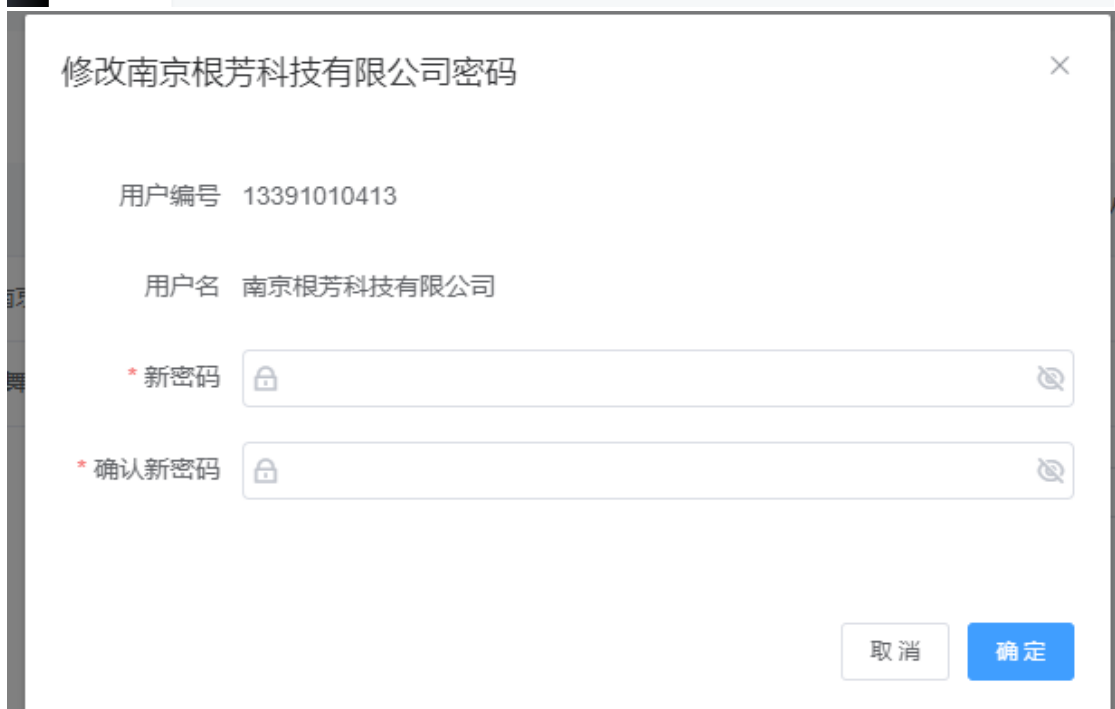 修改南京根芳科技有限公司密码
用户编号 13391010413
用户名 南京根芳科技有限公司
* 新密码
* 确认新密码
取消 确定